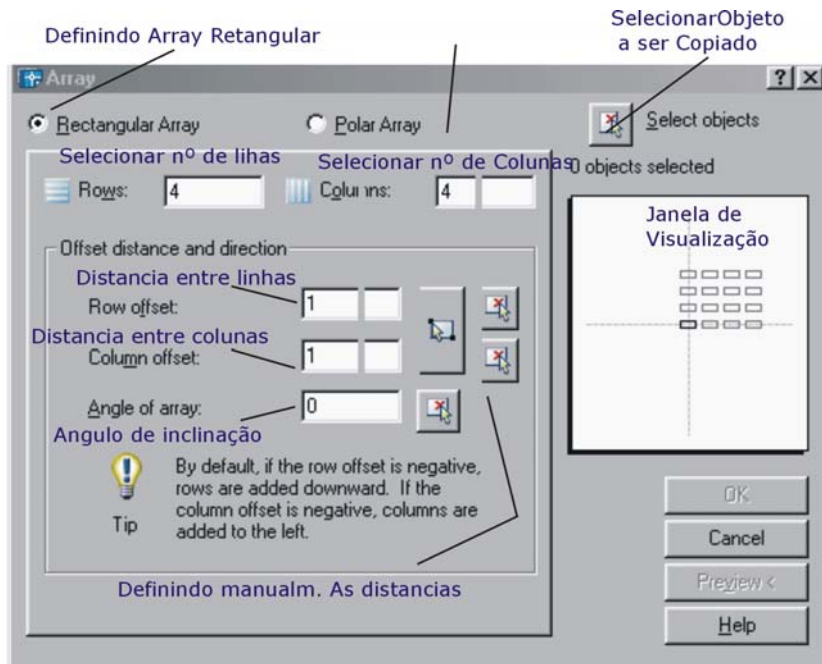 Definindo Array Retangular
SelecionarObjeto
a ser Copiado
Array
Rectangular Array
Polar Array
Select objects
Selecionar nº de lihas
Selecionar nº de Colunas
0 objects selected
Rows:
4
Colu ins:
4
Janela de
Visualização
Offset distance and direction
Distancia entre linhas
Row offset:
1
Distancia entre colunas
Column offset:
1
Angle of array:
0
Angulo de inclinação
Tip
By default, if the row offset is negative,
rows are added downward. If the
column offset is negative, columns are
added to the left.
Definindo manualm. As distancias
OK
Cancel
Preview <
Help